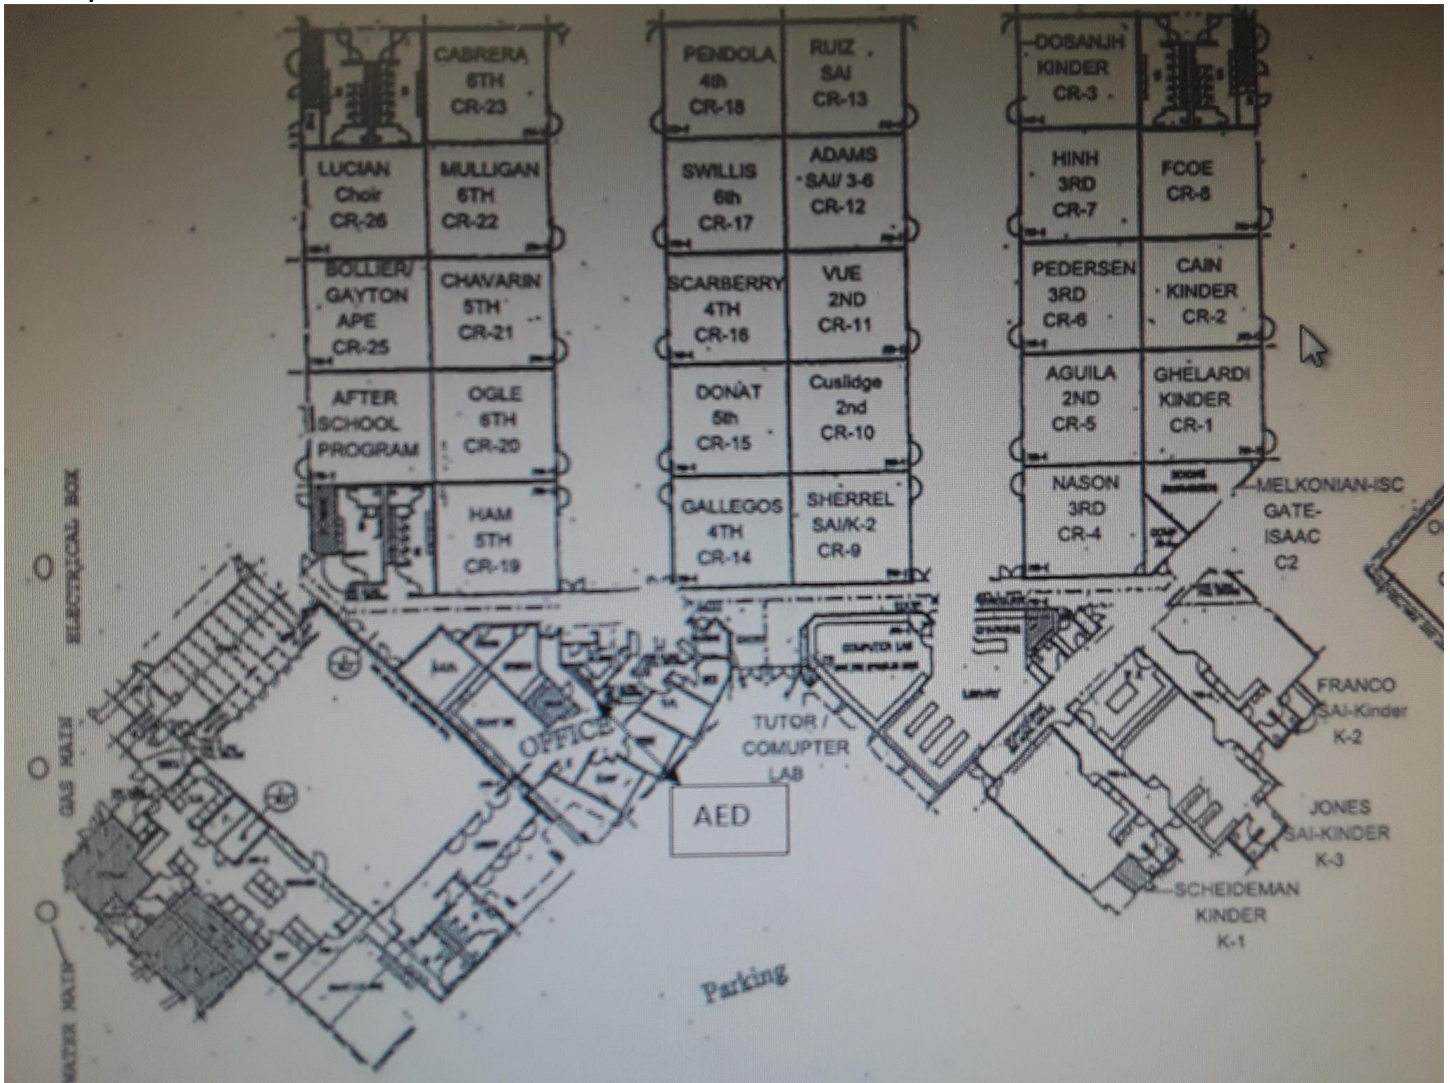 CABRERA
6TH
CR-23
PENDOLA
4th
CR-18
RUIZ
SAI
CR-13
DOSANJH
KINDER
CR-3
LUCIAN
Choir
CR-26
MULLIGAN
6TH
CR-22
SWILLIS
6th
CR-17
ADAMS
SAI/ 3-6
CR-12
HINH
3RD
CR-7
FCOE
CR-8
BOLLIER/
GAYTON
APE
CR-25
CHAVARIN
5TH
CR-21
SCARBERRY
4TH
CR-16
VUE
2ND
CR-11
PEDERSEN
3RD
CR-6
CAIN
KINDER
CR-2
AFTER
SCHOOL
PROGRAM
OGLE
6TH
CR-20
DONAT
5th
CR-15
Cuslidge
2nd
CR-10
AGUILA
2ND
CR-5
GHELARDI
KINDER
CR-1
HAM
5TH
CR-19
GALLEGOS
4TH
CR-14
SHERREL
SAI/K-2
CR-9
NASON
3RD
CR-4
MELKONIAN-ISC
GATE-
ISAAC
C2
ELECTRICAL BOX
GAS MAIN
WATER MAIN
COMPUTER LAB
LIBRARY
OFFICE
TUTOR /
COMUPTER
LAB
AED
FRANCO
SAI-Kinder
K-2
JONES
SAI-KINDER
K-3
SCHEIDEMAN
KINDER
K-1
Parking